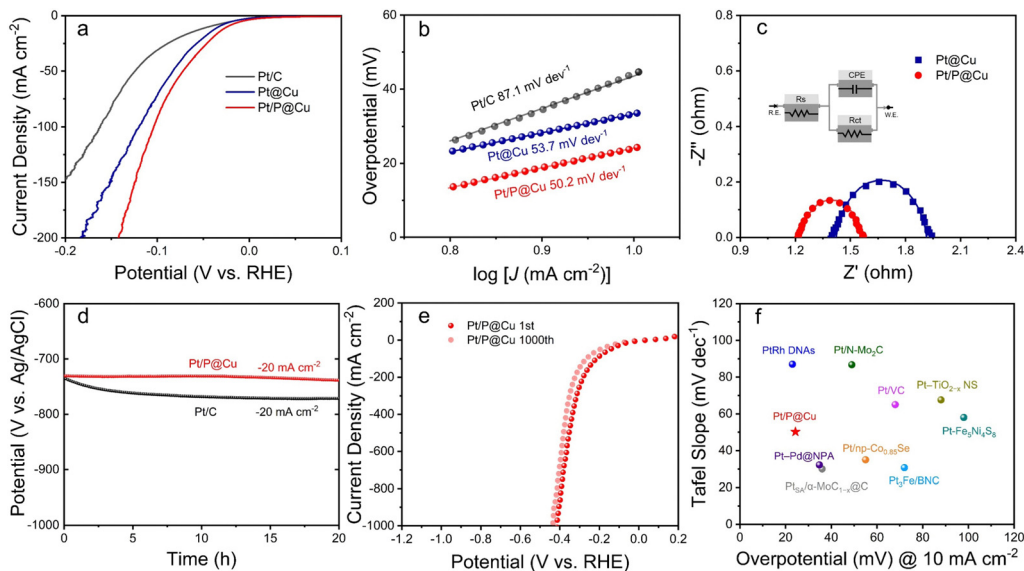 a
Current Density (mA cm-2)
0
-50
-100
-150
-200
Pt/C
Pt@Cu
Pt/P@Cu
-0.2
-0.1
0.0
0.1
Potential (V vs. RHE)
b
Overpotential (mV)
60
40
20
0
Pt/C 87.1 mV dev-1
Pt@Cu 53.7 mV dev-1
Pt/P@Cu 50.2 mV dev-1
0.8
0.9
1.0
log [J (mA cm-2)]
c
-Z" (ohm)
0.8
0.6
0.4
0.2
0.0
Pt@Cu
Pt/P@Cu
CPE
Rs
R.E.
W.E.
Rct
0.9
1.2
1.5
1.8
2.1
2.4
Z' (ohm)
d
Potential (V vs. Ag/AgCl)
-600
-700
-800
-900
-1000
Pt/P@Cu
-20 mA cm-2
Pt/C
-20 mA cm-2
0
5
10
15
20
Time (h)
e
Current Density (mA cm-2)
200
0
-200
-400
-600
-800
-1000
Pt/P@Cu 1st
Pt/P@Cu 1000th
-1.2
-1.0
-0.8
-0.6
-0.4
-0.2
0.0
0.2
Potential (V vs. RHE)
f
Tafel Slope (mV dec-1)
120
100
80
60
40
20
0
PtRh DNAs
Pt/N-Mo2C
Pt/VC
Pt–TiO2-x NS
Pt/P@Cu
Pt-Fe5Ni4S8
Pt/np-Co0.85Se
Pt–Pd@NPA
PtSA/α-MoC1-x@C
Pt3Fe/BNC
0
20
40
60
80
100
120
Overpotential (mV) @ 10 mA cm-2